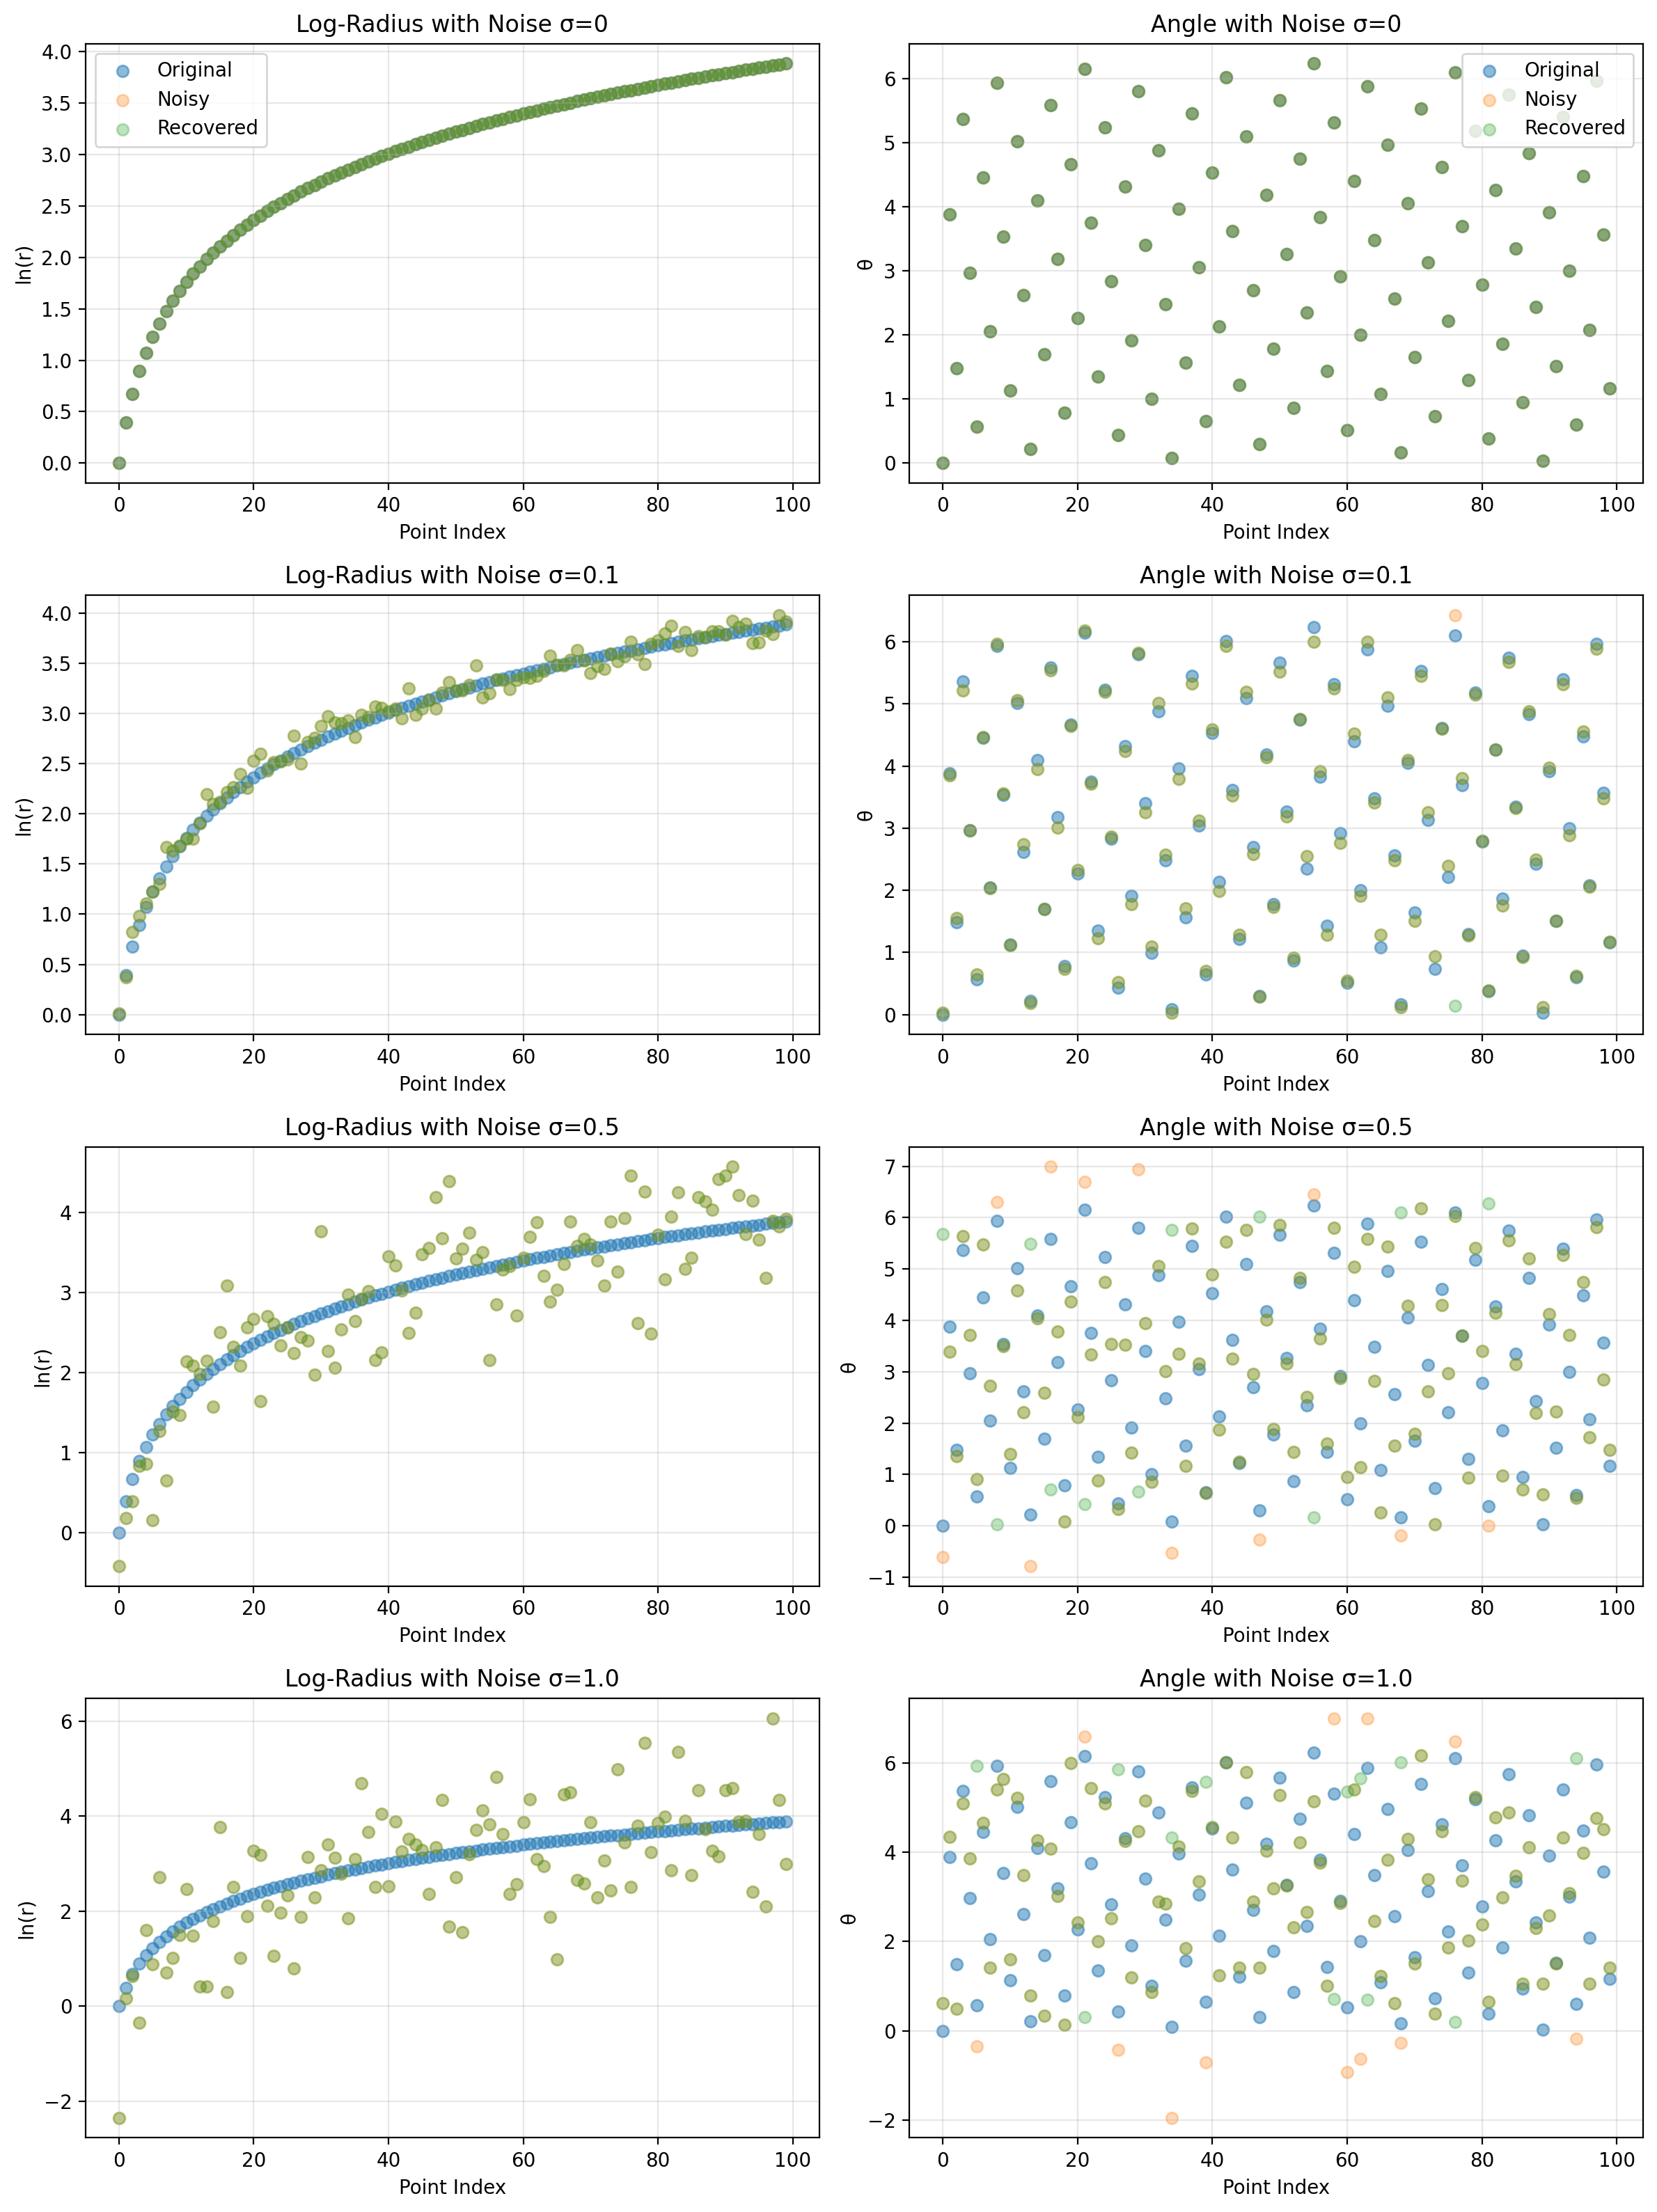 Log-Radius with Noise σ=0
4.0
3.5
3.0
2.5
2.0
1.5
1.0
0.5
0.0
ln(r)
Original
Noisy
Recovered
0 20 40 60 80 100
Point Index
Angle with Noise σ=0
6
5
4
3
2
1
0
θ
Original
Noisy
Recovered
0 20 40 60 80 100
Point Index
Log-Radius with Noise σ=0.1
4.0
3.5
3.0
2.5
2.0
1.5
1.0
0.5
0.0
ln(r)
0 20 40 60 80 100
Point Index
Angle with Noise σ=0.1
6
5
4
3
2
1
0
θ
0 20 40 60 80 100
Point Index
Log-Radius with Noise σ=0.5
4
3
2
1
0
ln(r)
0 20 40 60 80 100
Point Index
Angle with Noise σ=0.5
7
6
5
4
3
2
1
0
−1
θ
0 20 40 60 80 100
Point Index
Log-Radius with Noise σ=1.0
6
4
2
0
−2
ln(r)
0 20 40 60 80 100
Point Index
Angle with Noise σ=1.0
6
4
2
0
−2
θ
0 20 40 60 80 100
Point Index